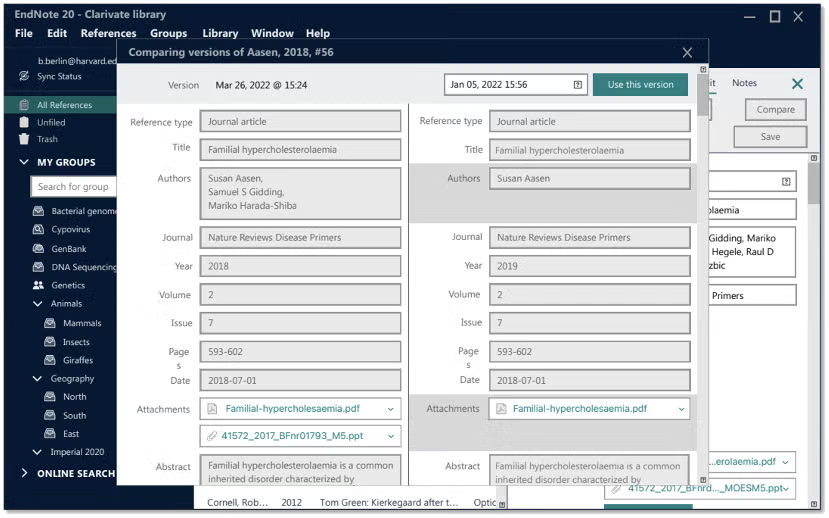 EndNote 20 - Clarivate library
File Edit References Groups Library Window Help
b.berlin@harvard.ed
Sync Status
All References
Unfiled
Trash
MY GROUPS
Search for group
Bacterial genom
Cypovirus
GenBank
DNA Sequencing
Genetics
Animals
Mammals
Insects
Giraffes
Geography
North
South
East
Imperial 2020
ONLINE SEARCH
Comparing versions of Aasen, 2018, #56
Version Mar 26, 2022 @ 15:24
Jan 05, 2022 15:56
Use this version
Reference type Journal article
Title Familial hypercholesterolaemia
Authors Susan Aasen,
Samuel S Gidding,
Mariko Harada-Shiba
Journal Nature Reviews Disease Primers
Year 2018
Volume 2
Issue 7
Page
s
593-602
Date 2018-07-01
Attachments Familial-hypercholesaemia.pdf
41572_2017_BFnr01793_M5.ppt
Abstract Familial hypercholesterolaemia is a common
inherited disorder characterized by
Reference type Journal article
Title Familial hypercholesterolaemia
Authors Susan Aasen
Journal Nature Reviews Disease Primers
Year 2019
Volume 2
Issue 7
Page
s
593-602
Date 2018-07-01
Attachments Familial-hypercholesaemia.pdf
Abstract Familial hypercholesterolaemia is a common
inherited disorder characterized by
it Notes
Compare
Save
olaemia
Gidding, Mariko
Hegele, Raul D
zbic
Primers
...erolaemia.pdf
41572_2017_BFnrd..._MOESM5.ppt
Cornell, Rob... 2012 Tom Green: Kierkegaard after t... Optic